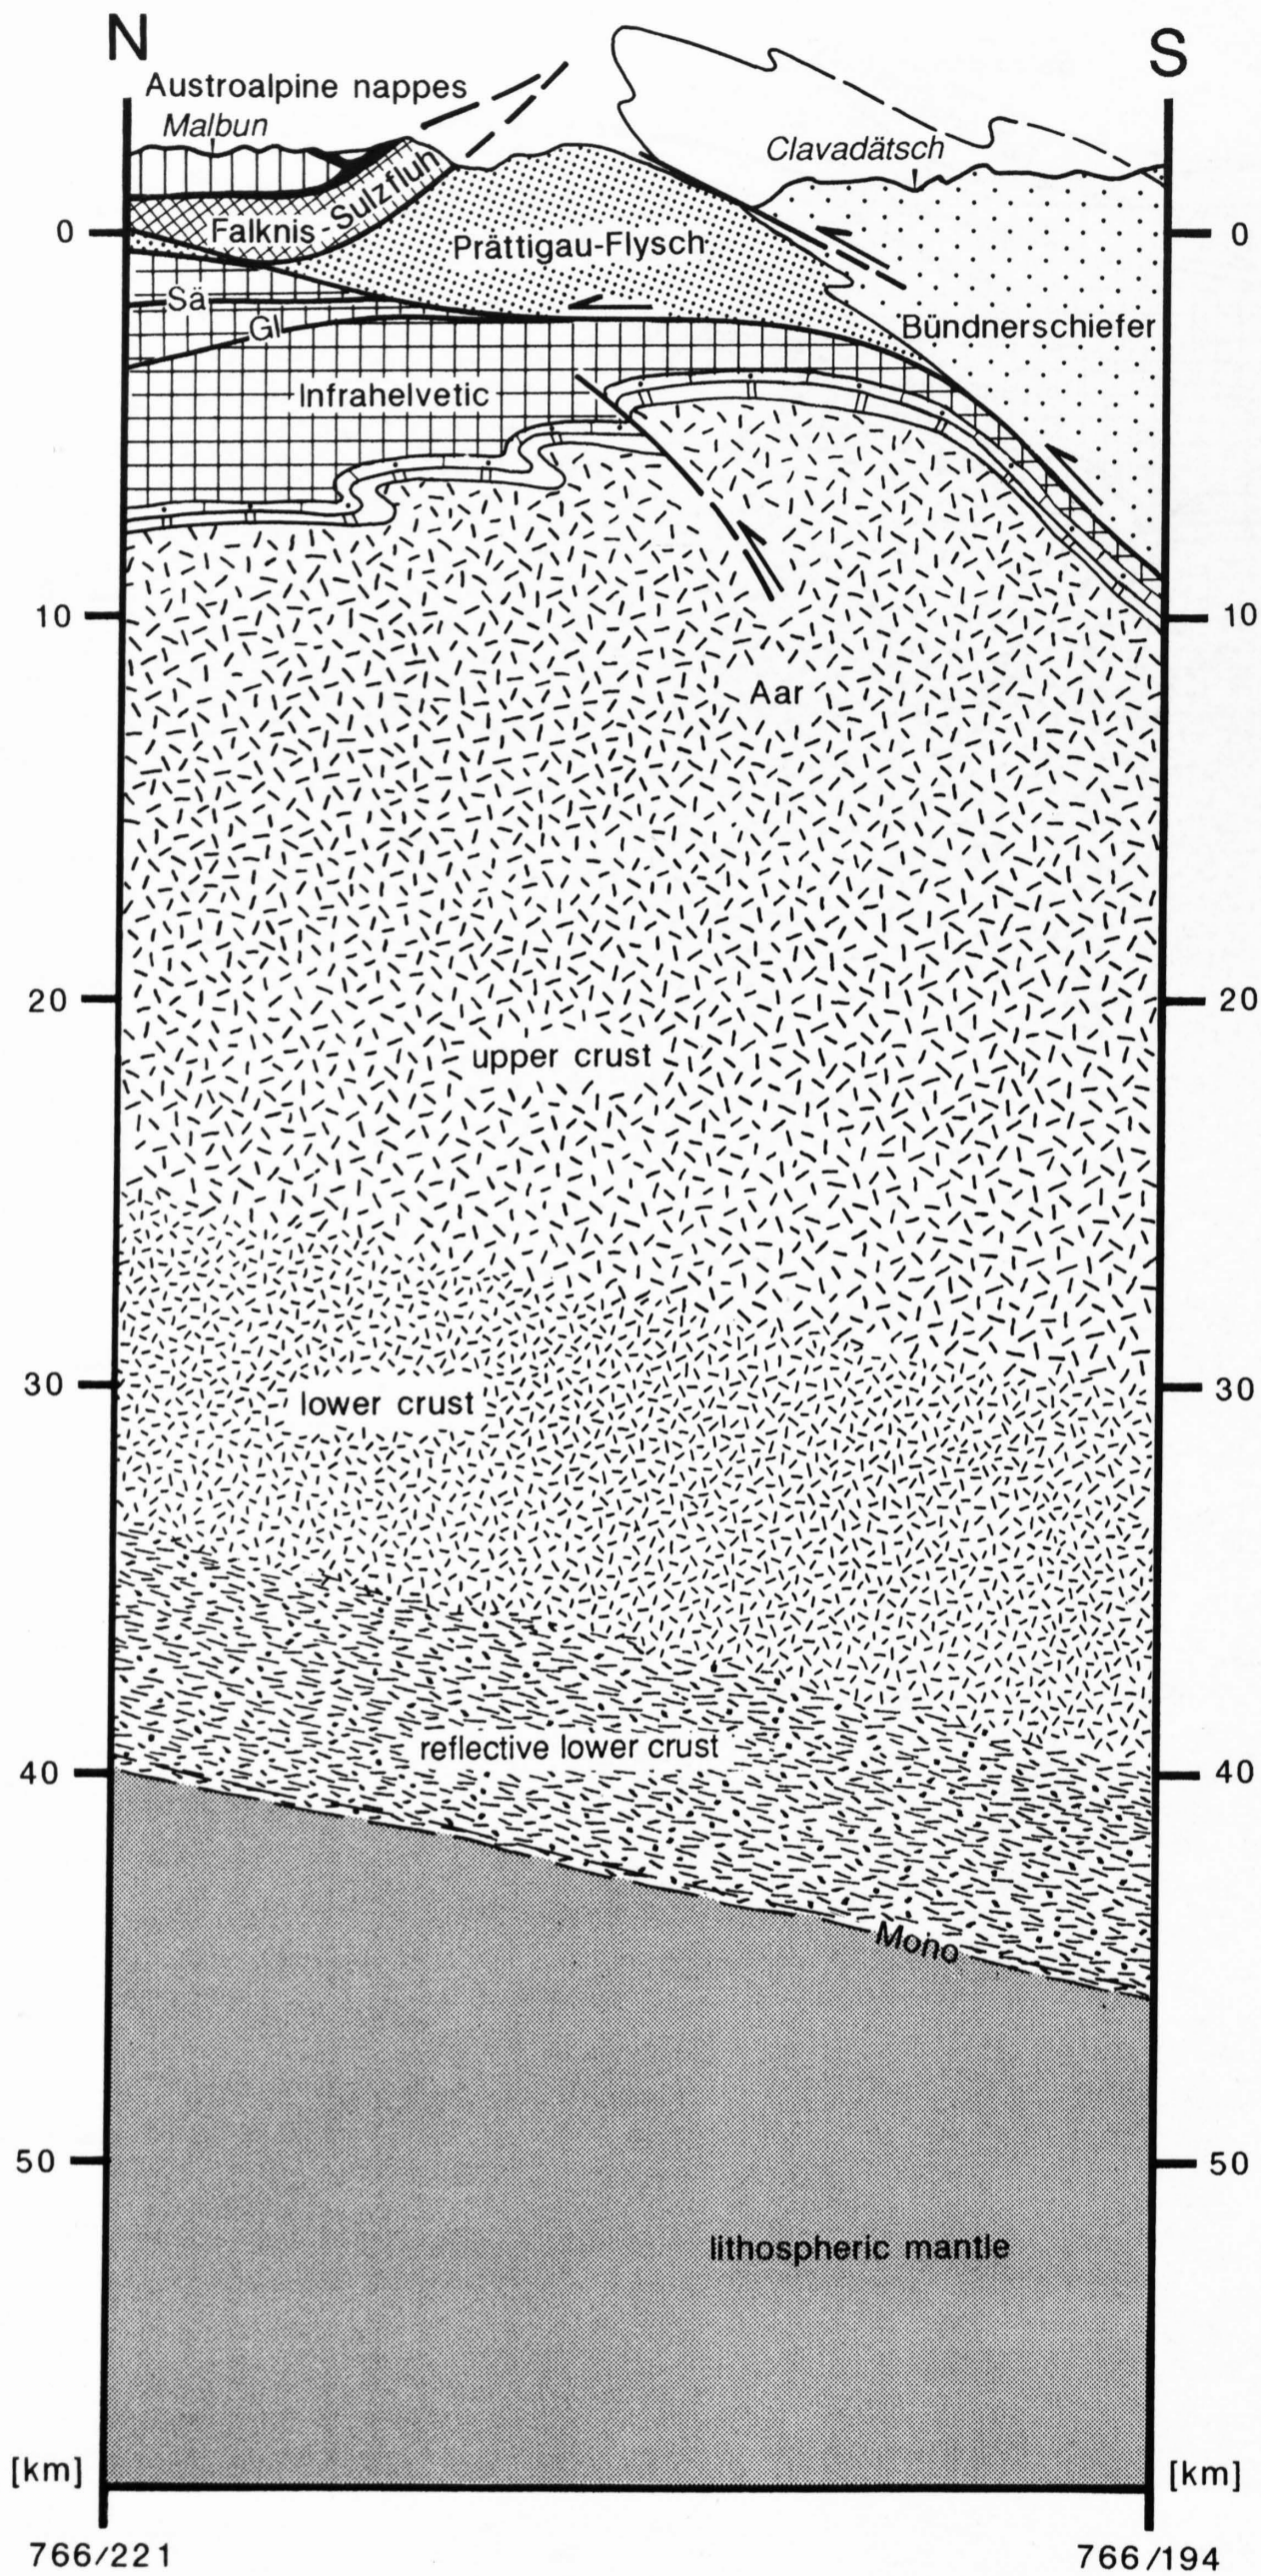 N
S
Austroalpine nappes
Malbun
Clavadätsch
Falknis-Sulzfluh
0
Prättigau-Flysch
0
Sä
Gl
Bündnerschiefer
Infrahelvetic
10
10
Aar
20
20
upper crust
30
30
lower crust
reflective lower crust
40
40
Mono
50
50
lithospheric mantle
[km]
[km]
766/221
766/194